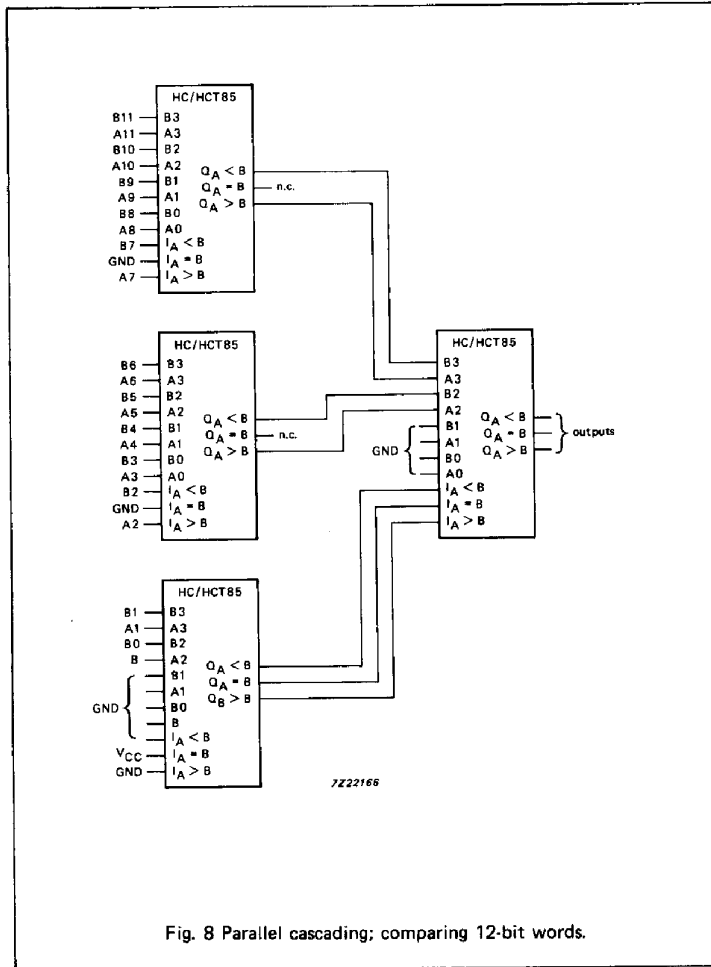 HC/HCT85
B11 B3
A11 A3
B10 B2
A10 A2 QA < B
B9 B1 QA = B n.c.
A9 A1 QA > B
B8 B0
A8 A0
B7 IA < B
GND IA = B
A7 IA > B
HC/HCT85
B6 B3
A6 A3
B5 B2
A5 A2 QA < B
B4 B1 QA = B n.c.
A4 A1 QA > B
B3 B0
A3 A0
B2 IA < B
GND IA = B
A2 IA > B
HC/HCT85
B1 B3
A1 A3
B0 B2
B A2 QA < B
B1 QA = B
A1 QB > B
GND B0
B
IA < B
VCC IA = B
GND IA > B
HC/HCT85
B3
A3
B2
A2 QA < B
B1 QA = B outputs
GND A1 QA > B
B0
A0
IA < B
IA = B
IA > B
7Z22166
Fig. 8 Parallel cascading; comparing 12-bit words.